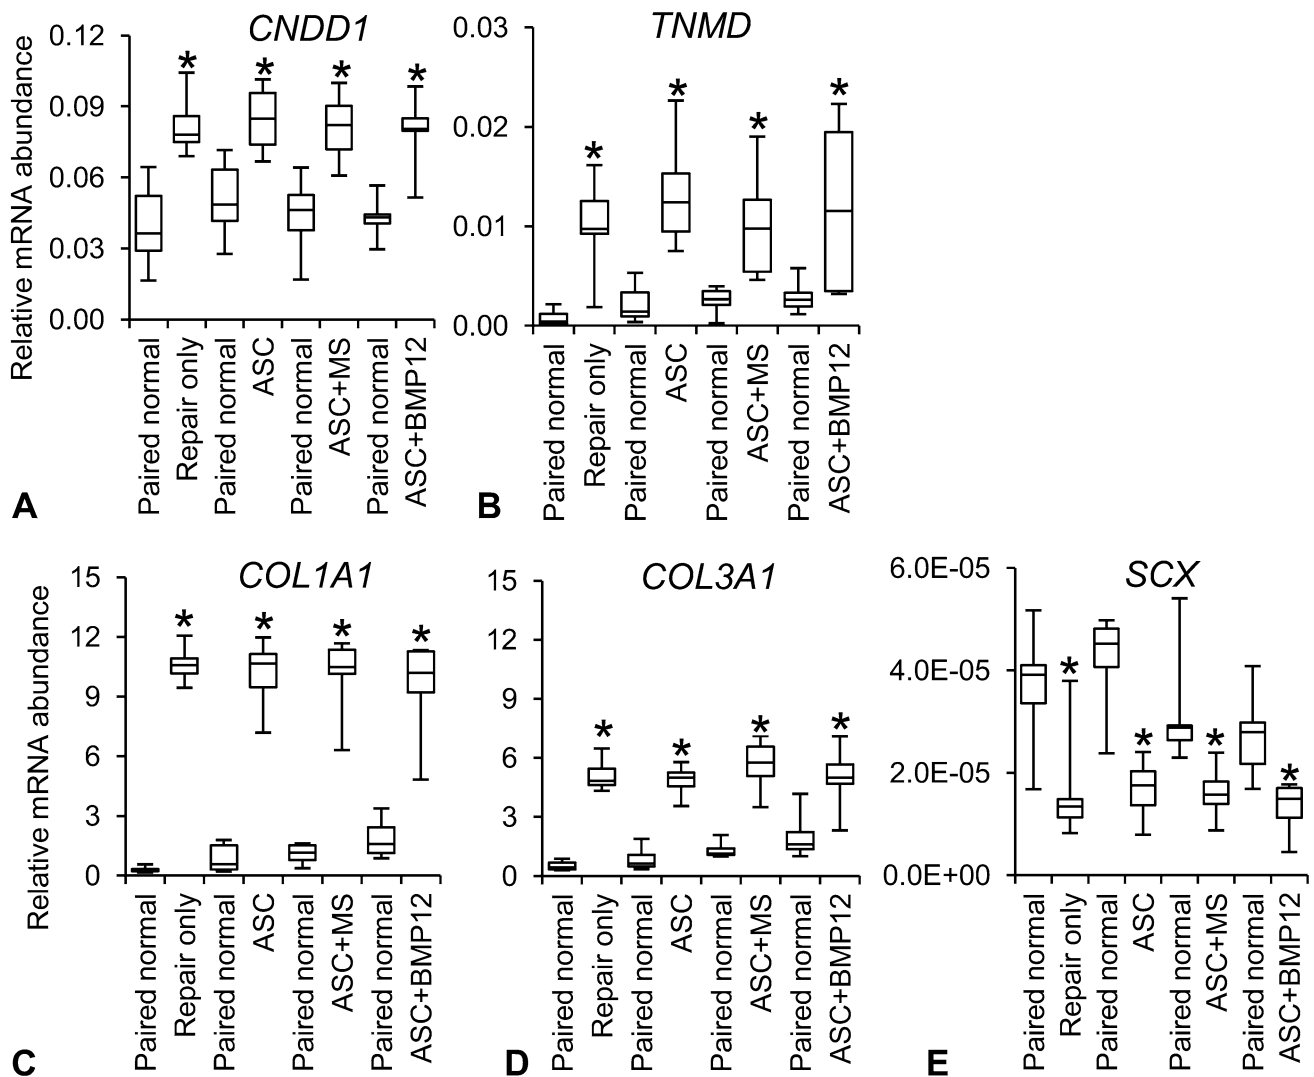 CNDD1
Relative mRNA abundance
0.12
0.09
0.06
0.03
0.00
*
*
*
*
Paired normal
Repair only
Paired normal
ASC
Paired normal
ASC+MS
Paired normal
ASC+BMP12
A
TNMD
0.03
0.02
0.01
0.00
*
*
*
*
Paired normal
Repair only
Paired normal
ASC
Paired normal
ASC+MS
Paired normal
ASC+BMP12
B
COL1A1
Relative mRNA abundance
15
12
9
6
3
0
*
*
*
*
Paired normal
Repair only
Paired normal
ASC
Paired normal
ASC+MS
Paired normal
ASC+BMP12
C
COL3A1
15
12
9
6
3
0
*
*
*
*
Paired normal
Repair only
Paired normal
ASC
Paired normal
ASC+MS
Paired normal
ASC+BMP12
D
SCX
6.0E-05
4.0E-05
2.0E-05
0.0E+00
*
*
*
*
Paired normal
Repair only
Paired normal
ASC
Paired normal
ASC+MS
Paired normal
ASC+BMP12
E